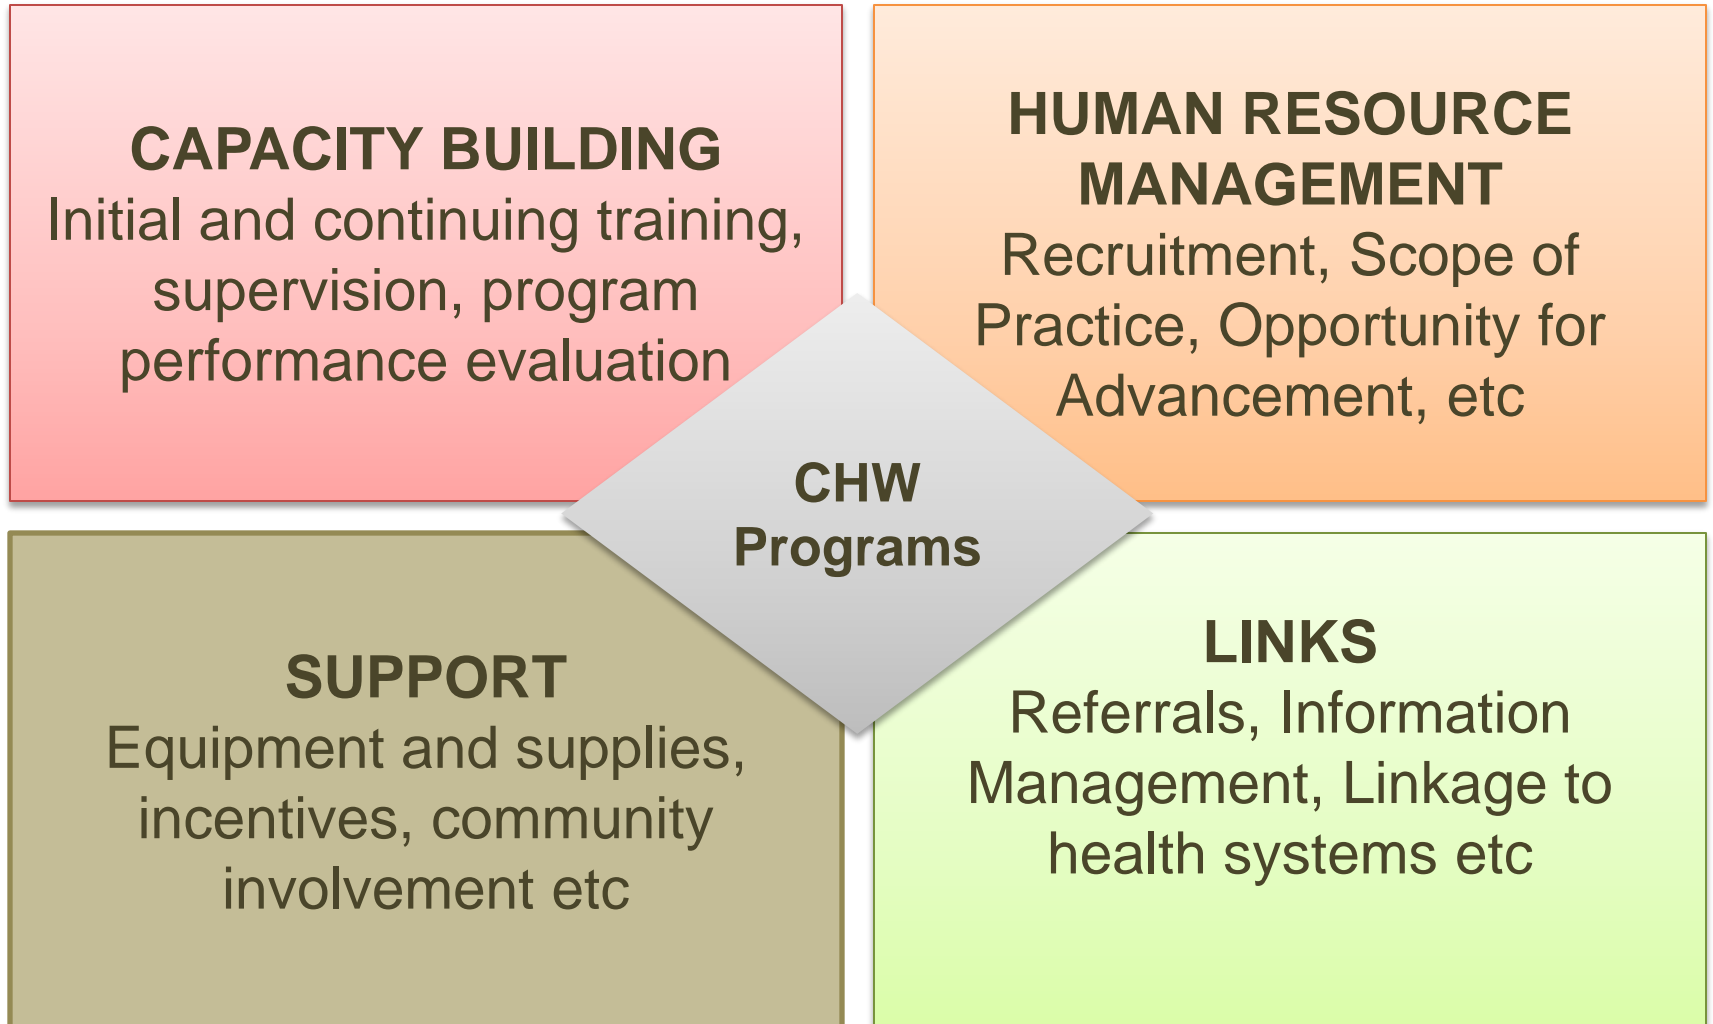 CAPACITY BUILDING
Initial and continuing training,
supervision, program
performance evaluation
HUMAN RESOURCE
MANAGEMENT
Recruitment, Scope of
Practice, Opportunity for
Advancement, etc
CHW
Programs
SUPPORT
Equipment and supplies,
incentives, community
involvement etc
LINKS
Referrals, Information
Management, Linkage to
health systems etc